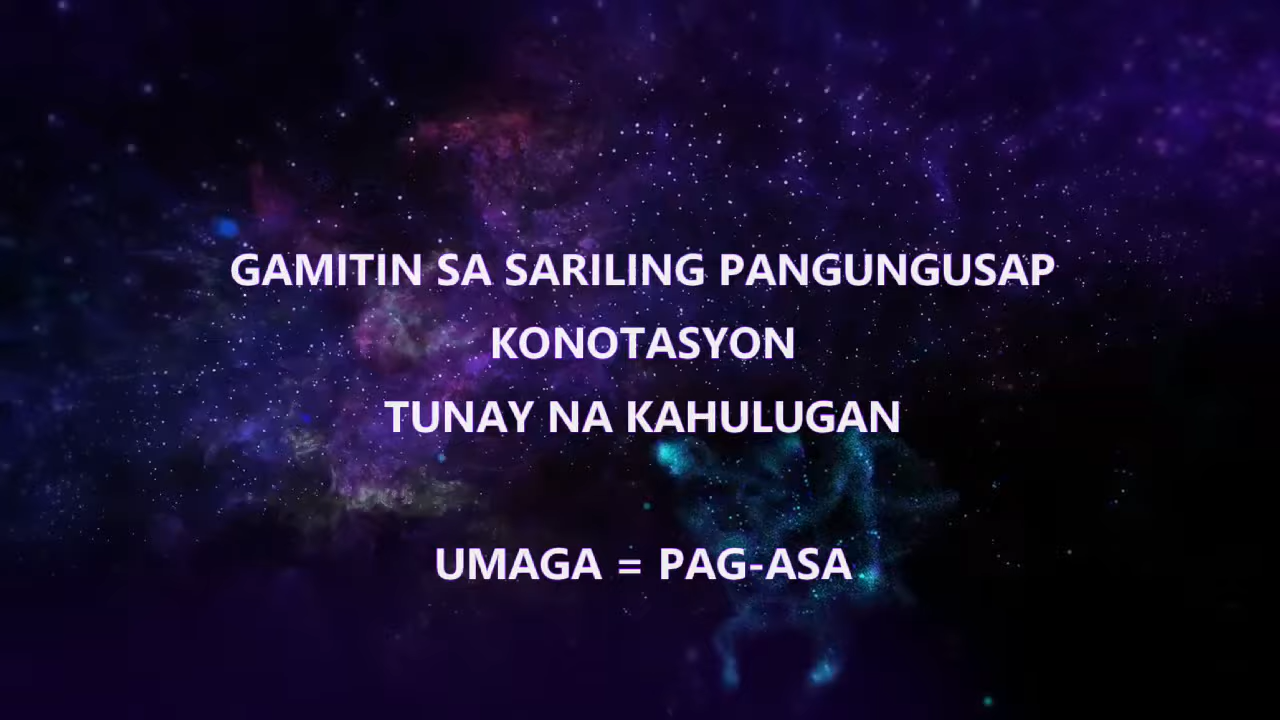 GAMITIN SA SARILING PANGUNGUSAP
KONOTASYON
TUNAY NA KAHULUGAN
UMAGA = PAG-ASA